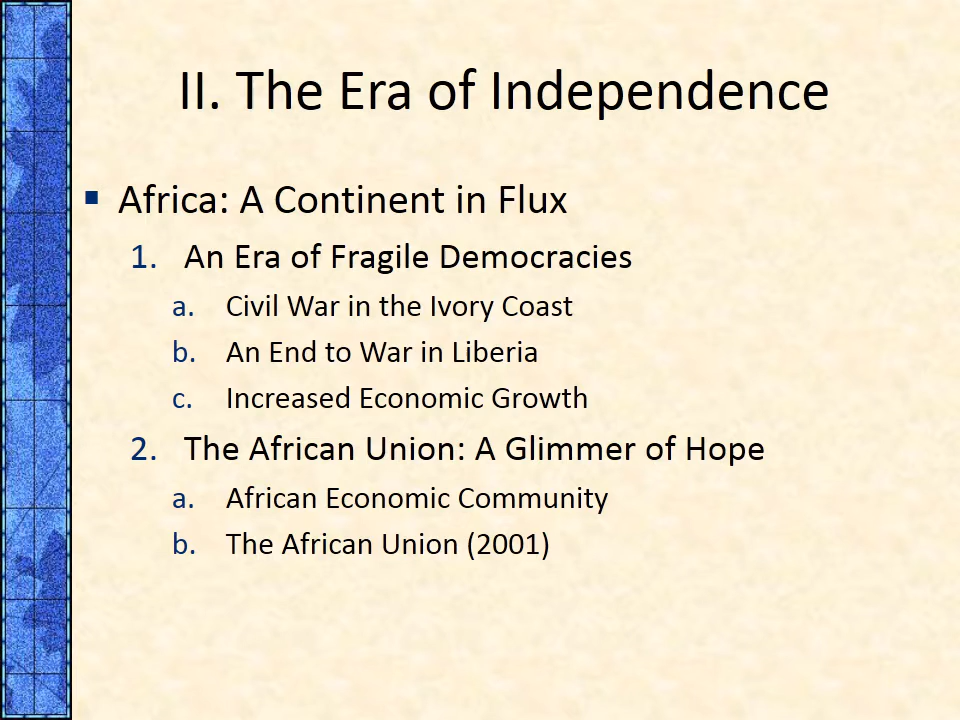 II. The Era of Independence
▪ Africa: A Continent in Flux
1. An Era of Fragile Democracies
a. Civil War in the Ivory Coast
b. An End to War in Liberia
c. Increased Economic Growth
2. The African Union: A Glimmer of Hope
a. African Economic Community
b. The African Union (2001)